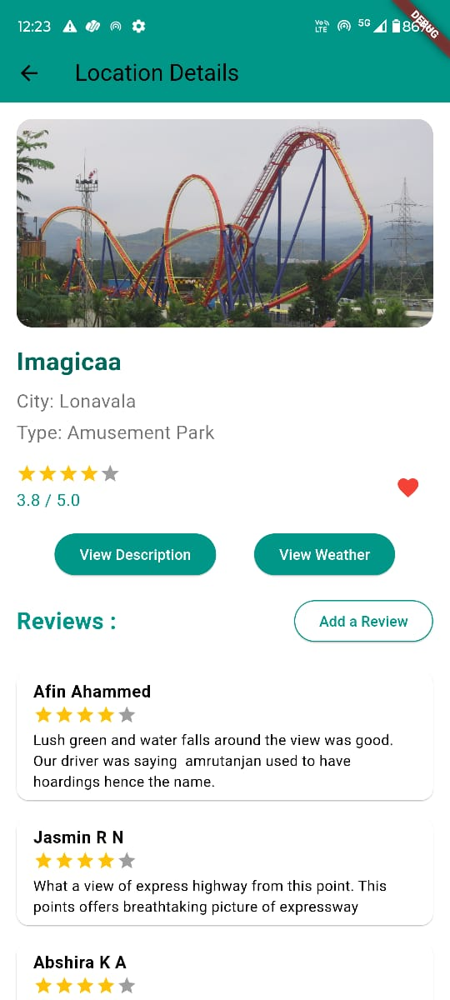 12:23
Vo
LTE
5G
DEBUG
Location Details
Imagicaa
City: Lonavala
Type: Amusement Park
3.8 / 5.0
View Description
View Weather
Reviews :
Add a Review
Afin Ahammed
Lush green and water falls around the view was good.
Our driver was saying  amrutanjan used to have
hoardings hence the name.
Jasmin R N
What a view of express highway from this point. This
points offers breathtaking picture of expressway
Abshira K A